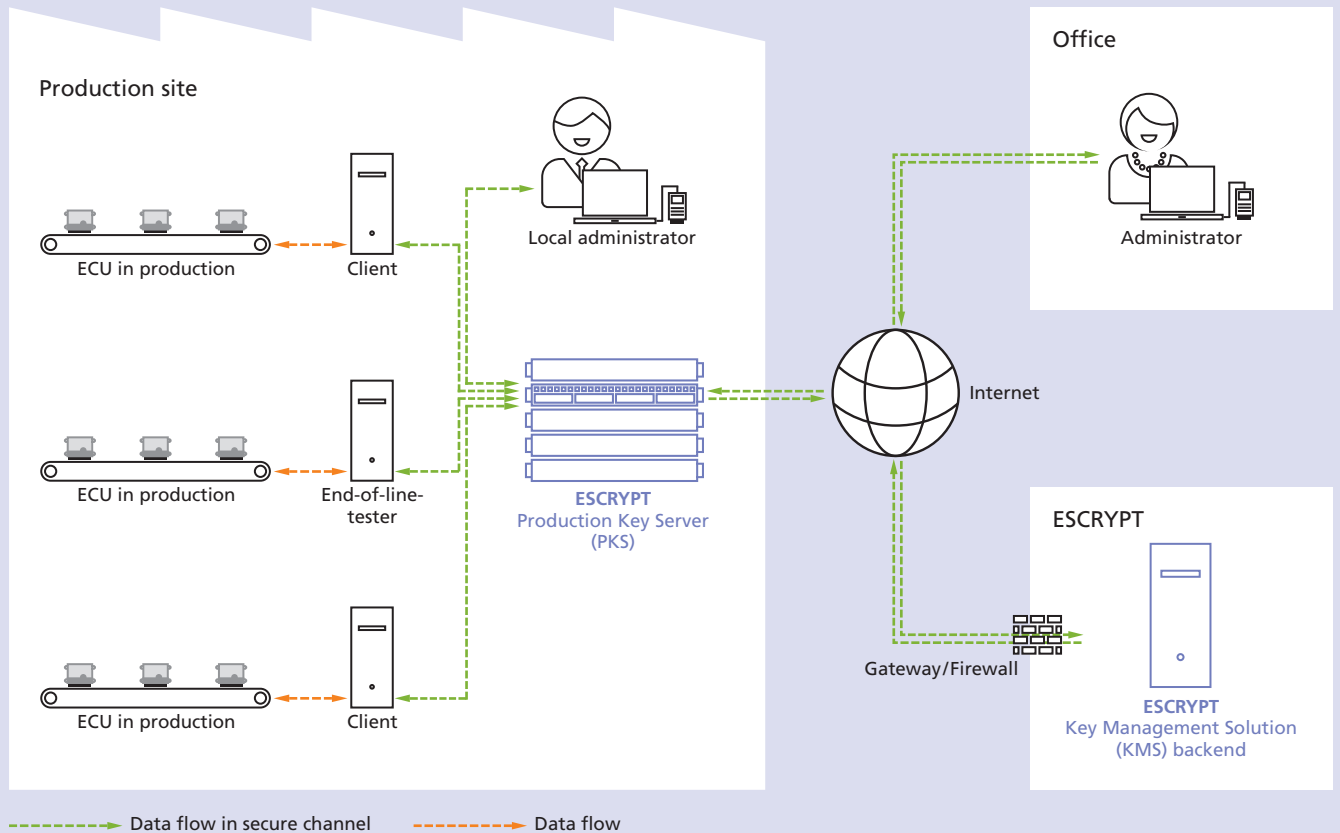 Production site
Office
ECU in production
Client
Local administrator
Administrator
ECU in production
End-of-line-
tester
ESCRYPT
Production Key Server
(PKS)
Internet
ECU in production
Client
Gateway/Firewall
ESCRYPT
ESCRYPT
Key Management Solution
(KMS) backend
Data flow in secure channel
Data flow